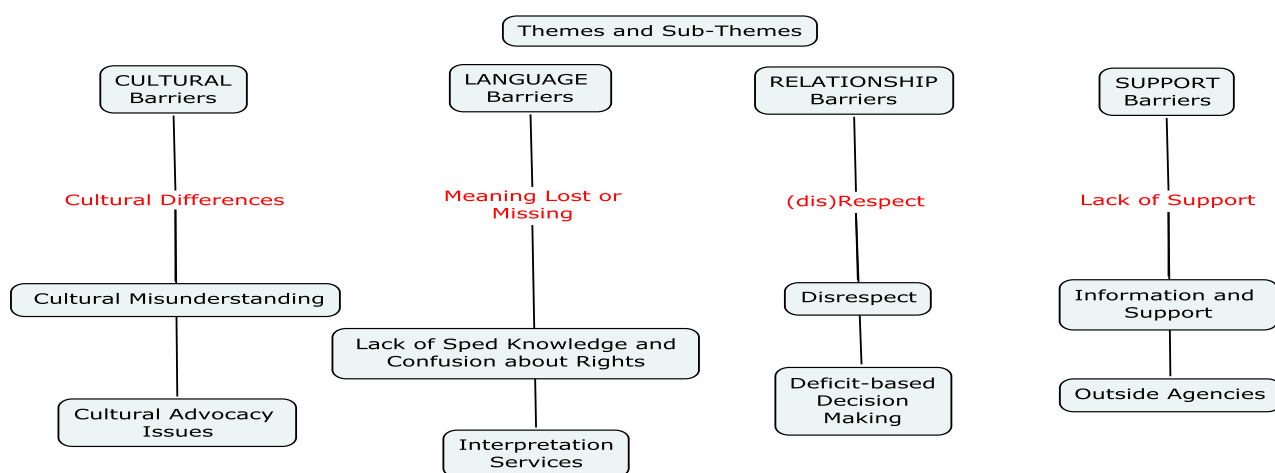 Themes and Sub-Themes
CULTURAL
Barriers
Cultural Differences
Cultural Misunderstanding
Cultural Advocacy
Issues
LANGUAGE
Barriers
Meaning Lost or
Missing
Lack of Sped Knowledge and
Confusion about Rights
Interpretation
Services
RELATIONSHIP
Barriers
(dis)Respect
Disrespect
Deficit-based
Decision
Making
SUPPORT
Barriers
Lack of Support
Information and
Support
Outside Agencies